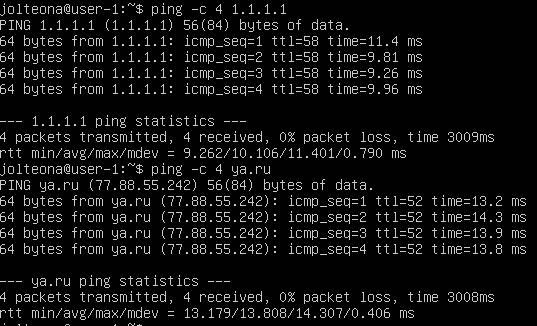 jolteona@user-1:~$ ping -c 4 1.1.1.1
PING 1.1.1.1 (1.1.1.1) 56(84) bytes of data.
64 bytes from 1.1.1.1: icmp_seq=1 ttl=58 time=11.4 ms
64 bytes from 1.1.1.1: icmp_seq=2 ttl=58 time=9.81 ms
64 bytes from 1.1.1.1: icmp_seq=3 ttl=58 time=9.26 ms
64 bytes from 1.1.1.1: icmp_seq=4 ttl=58 time=9.96 ms
--- 1.1.1.1 ping statistics ---
4 packets transmitted, 4 received, 0% packet loss, time 3009ms
rtt min/avg/max/mdev = 9.262/10.106/11.401/0.790 ms
jolteona@user-1:~$ ping -c 4 ya.ru
PING ya.ru (77.88.55.242) 56(84) bytes of data.
64 bytes from ya.ru (77.88.55.242): icmp_seq=1 ttl=52 time=13.2 ms
64 bytes from ya.ru (77.88.55.242): icmp_seq=2 ttl=52 time=14.3 ms
64 bytes from ya.ru (77.88.55.242): icmp_seq=3 ttl=52 time=13.9 ms
64 bytes from ya.ru (77.88.55.242): icmp_seq=4 ttl=52 time=13.8 ms
--- ya.ru ping statistics ---
4 packets transmitted, 4 received, 0% packet loss, time 3008ms
rtt min/avg/max/mdev = 13.179/13.808/14.307/0.406 ms